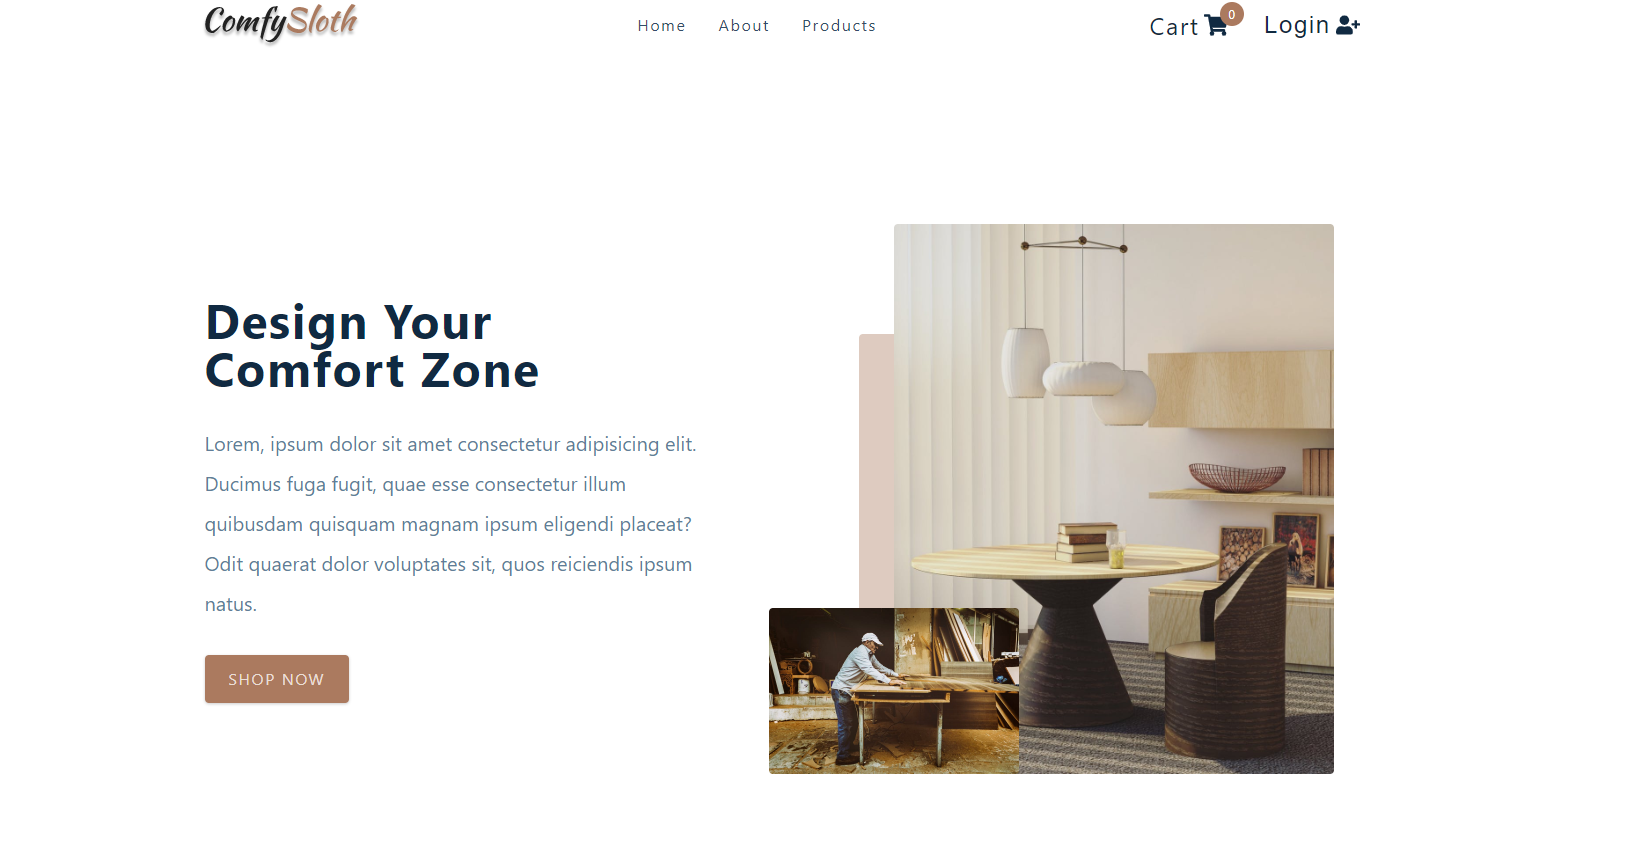 ComfySloth
Home About Products
Cart 0 Login
Design Your
Comfort Zone
Lorem, ipsum dolor sit amet consectetur adipisicing elit.
Ducimus fuga fugit, quae esse consectetur illum
quibusdam quisquam magnam ipsum eligendi placeat?
Odit quaerat dolor voluptates sit, quos reiciendis ipsum
natus.
SHOP NOW